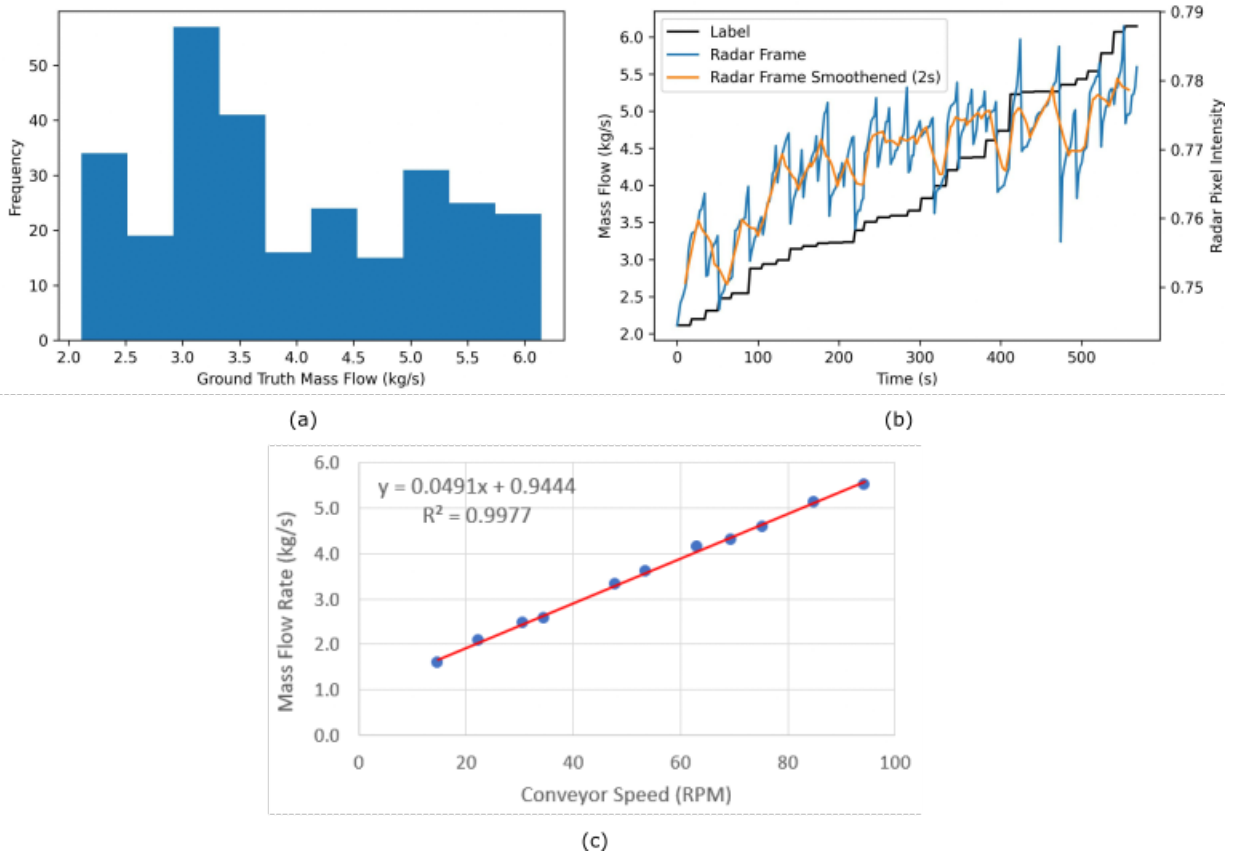 50
40
30
20
10
0
Frequency
2.0 2.5 3.0 3.5 4.0 4.5 5.0 5.5 6.0
Ground Truth Mass Flow (kg/s)
(a)
Label
Radar Frame
Radar Frame Smoothened (2s)
6.0
5.5
5.0
4.5
4.0
3.5
3.0
2.5
2.0
Mass Flow (kg/s)
0.79
0.78
0.77
0.76
0.75
Radar Pixel Intensity
0 100 200 300 400 500
Time (s)
(b)
y = 0.0491x + 0.9444
R² = 0.9977
6.0
5.0
4.0
3.0
2.0
1.0
0.0
Mass Flow Rate (kg/s)
0 20 40 60 80 100
Conveyor Speed (RPM)
(c)